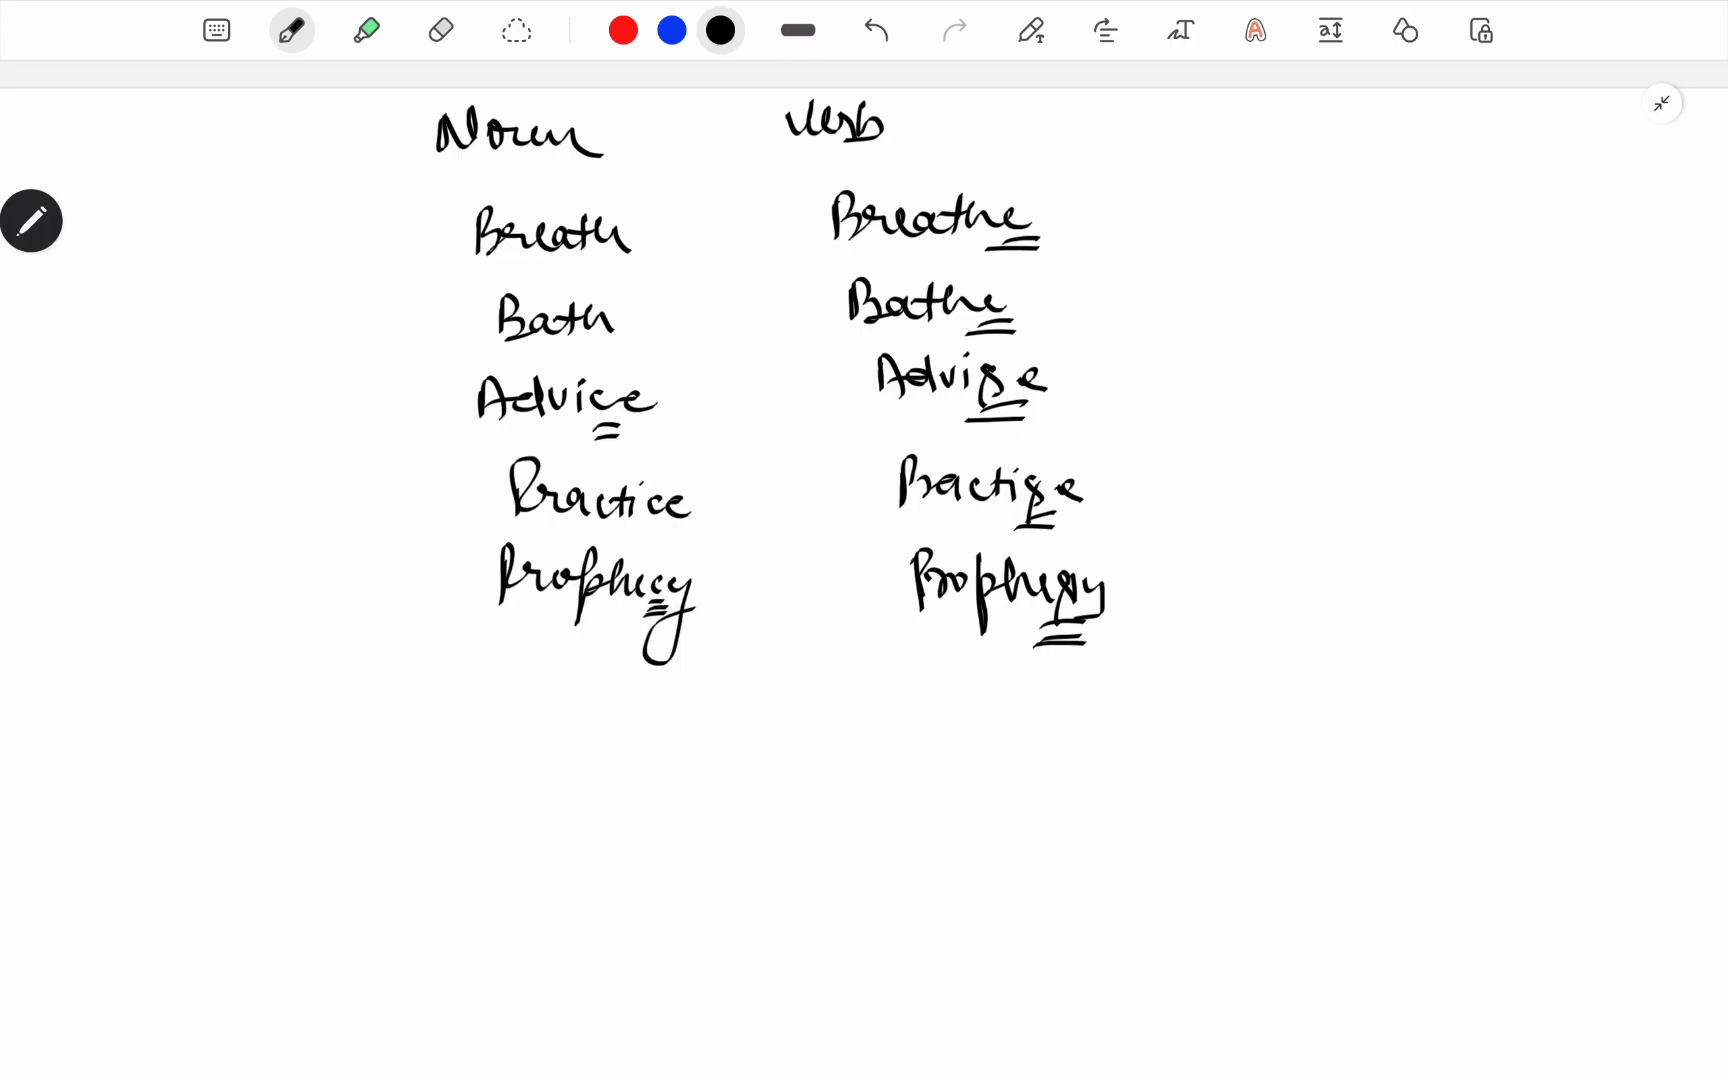 Noun Verb
Breath Breathe
Bath Bathe
Advice Advise
Practice Practise
Prophecy Prophesy